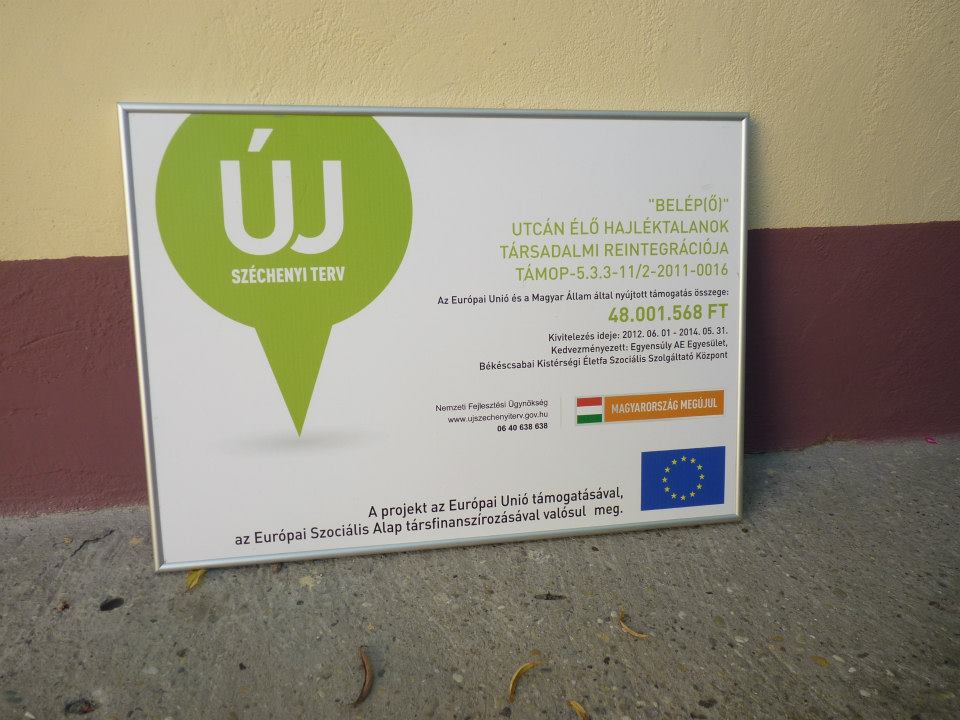 ÚJ
SZÉCHENYI TERV
"BELÉP(Ő)"
UTCÁN ÉLŐ HAJLÉKTALANOK
TÁRSADALMI REINTEGRÁCIÓJA
TÁMOP-5.3.3-11/2-2011-0016
Az Európai Unió és a Magyar Állam által nyújtott támogatás összege:
48.001.568 FT
Kivitelezés ideje: 2012. 06. 01 - 2014. 05. 31.
Kedvezményezett: Egyensúly AE Egyesület,
Békéscsabai Kistérségi Életfa Szociális Szolgáltató Központ
Nemzeti Fejlesztési Ügynökség
www.ujszechenyiterv.gov.hu
06 40 638 638
MAGYARORSZÁG MEGÚJUL
A projekt az Európai Unió támogatásával,
az Európai Szociális Alap társfinanszírozásával valósul meg.